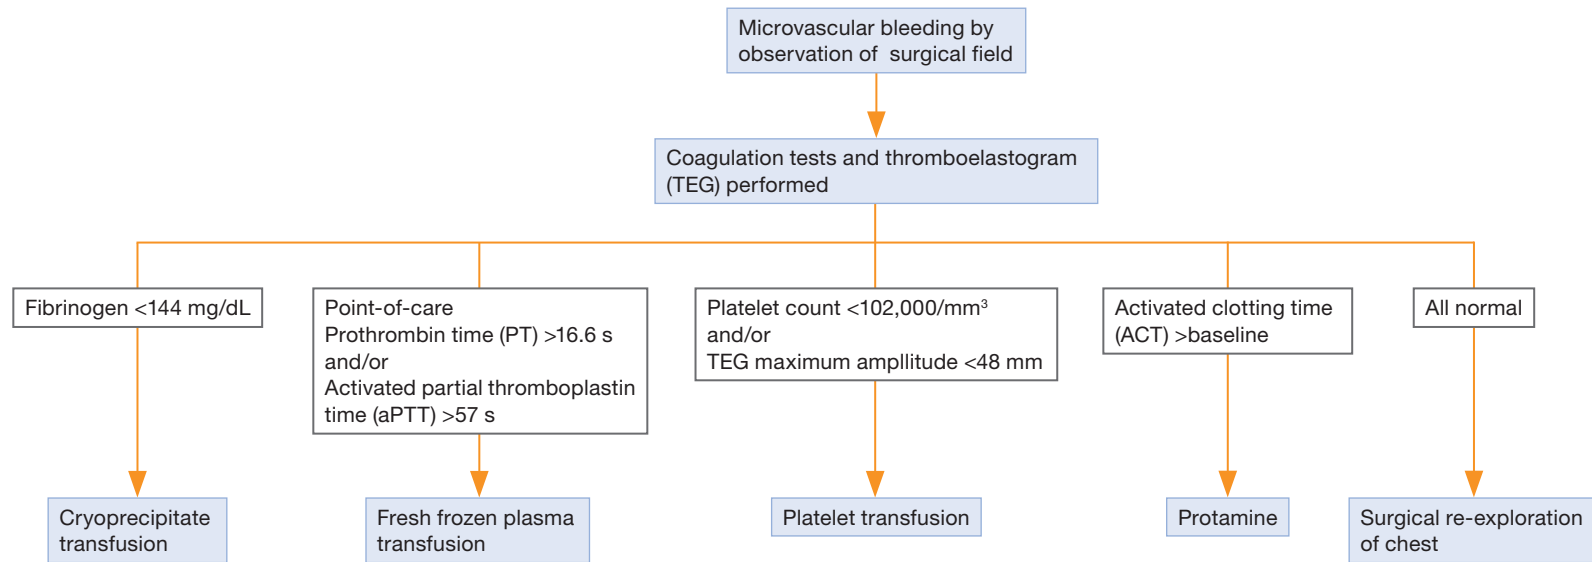 Microvascular bleeding by
observation of surgical field
Coagulation tests and thromboelastogram
(TEG) performed
Fibrinogen <144 mg/dL
Point-of-care
Prothrombin time (PT) >16.6 s
and/or
Activated partial thromboplastin
time (aPTT) >57 s
Platelet count <102,000/mm³
and/or
TEG maximum ampllitude <48 mm
Activated clotting time
(ACT) >baseline
All normal
Cryoprecipitate
transfusion
Fresh frozen plasma
transfusion
Platelet transfusion
Protamine
Surgical re-exploration
of chest